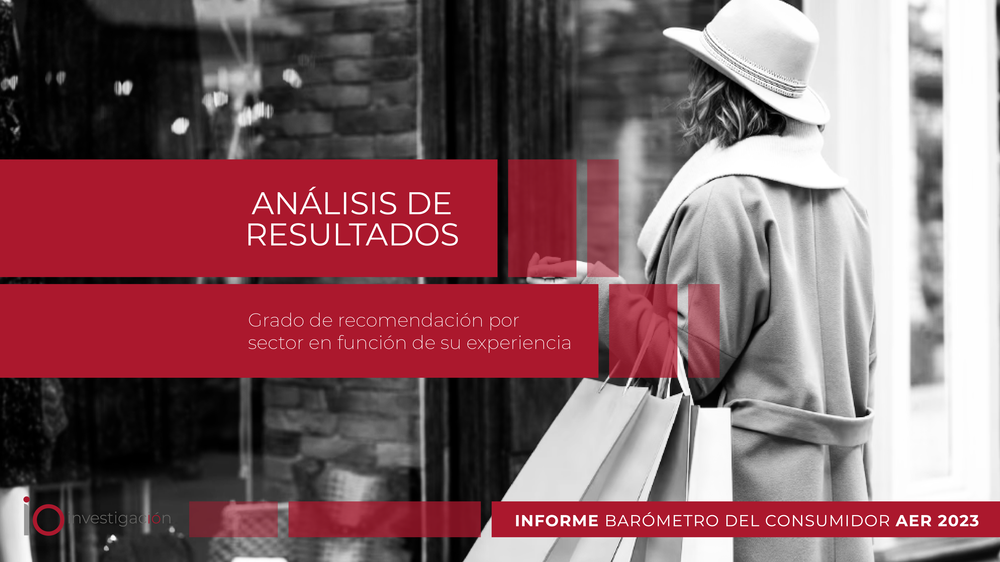 ANÁLISIS DE
RESULTADOS
Grado de recomendación por
sector en función de su experiencia
io investigación
INFORME BARÓMETRO DEL CONSUMIDOR AER 2023